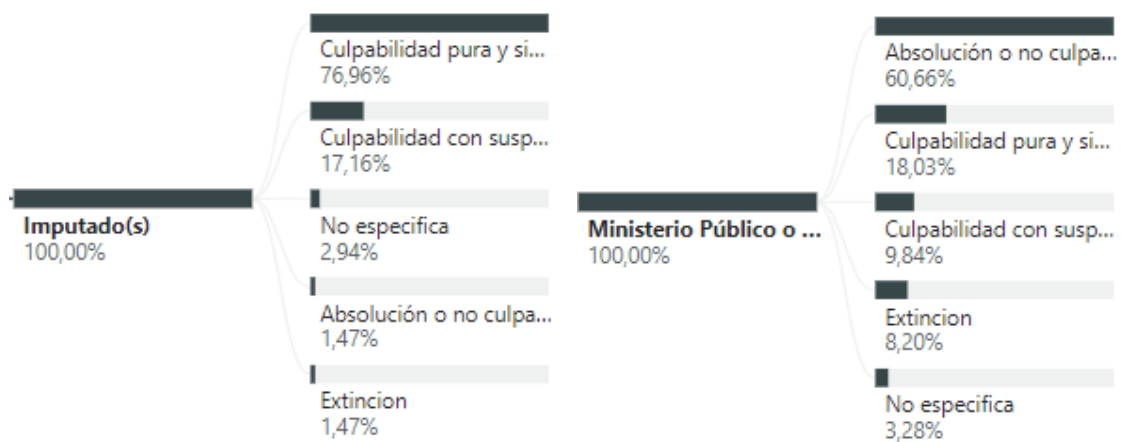 Imputado(s)
100,00%
Culpabilidad pura y si...
76,96%
Culpabilidad con susp...
17,16%
No especifica
2,94%
Absolución o no culpa...
1,47%
Extincion
1,47%
Ministerio Público o ...
100,00%
Absolución o no culpa...
60,66%
Culpabilidad pura y si...
18,03%
Culpabilidad con susp...
9,84%
Extincion
8,20%
No especifica
3,28%